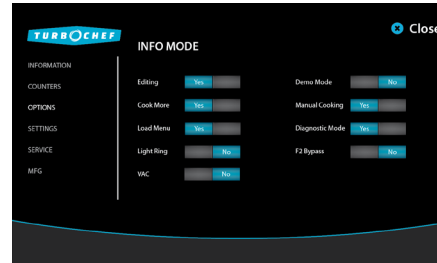 TURBOCHEF
Close
INFO MODE
INFORMATION
COUNTERS
OPTIONS
SETTINGS
SERVICE
MFG
Editing Yes
Cook More Yes
Load Menu Yes
Light Ring No
VAC No
Demo Mode No
Manual Cooking Yes
Diagnostic Mode Yes
F2 Bypass No